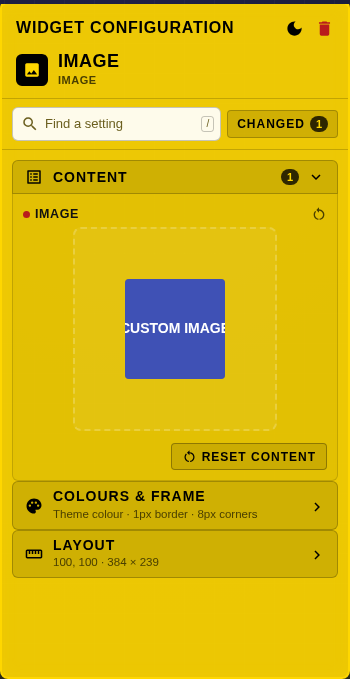 WIDGET CONFIGURATION
IMAGE
IMAGE
Find a setting
/
CHANGED 1
CONTENT 1
IMAGE
CUSTOM IMAGE
RESET CONTENT
COLOURS & FRAME
Theme colour · 1px border · 8px corners
LAYOUT
100, 100 · 384 × 239